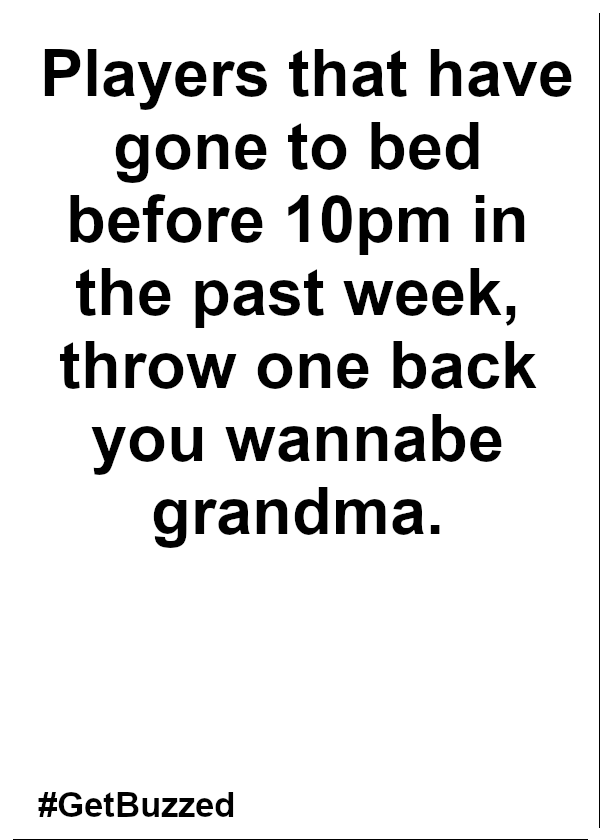 Players that have
gone to bed
before 10pm in
the past week,
throw one back
you wannabe
grandma.
#GetBuzzed